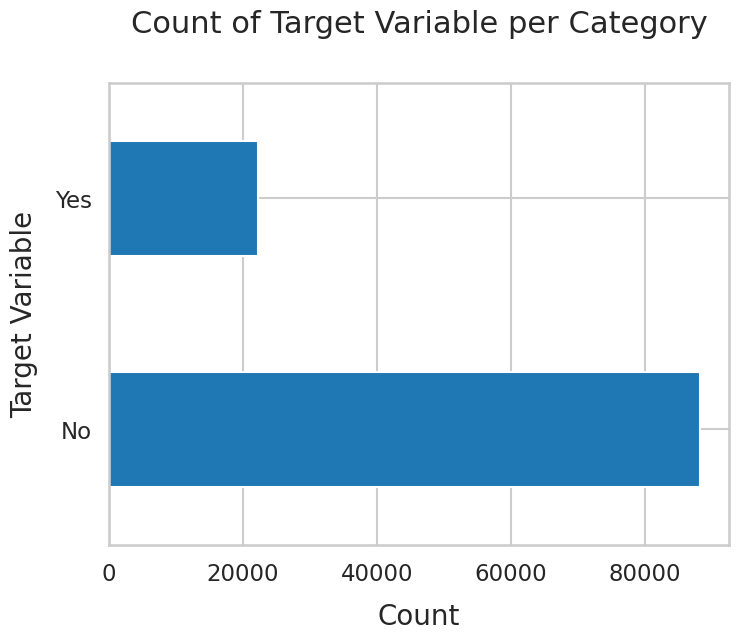 Count of Target Variable per Category
Target Variable
Yes
No
0 20000 40000 60000 80000
Count